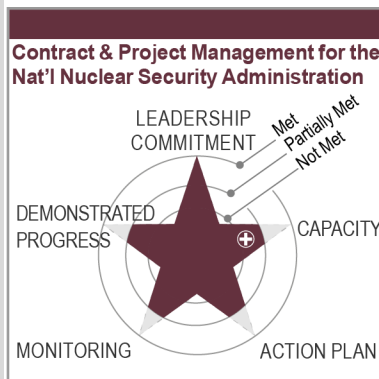 Contract & Project Management for the
Nat'l Nuclear Security Administration
LEADERSHIP
COMMITMENT
Met
Partially Met
Not Met
DEMONSTRATED
PROGRESS
CAPACITY
MONITORING
ACTION PLAN